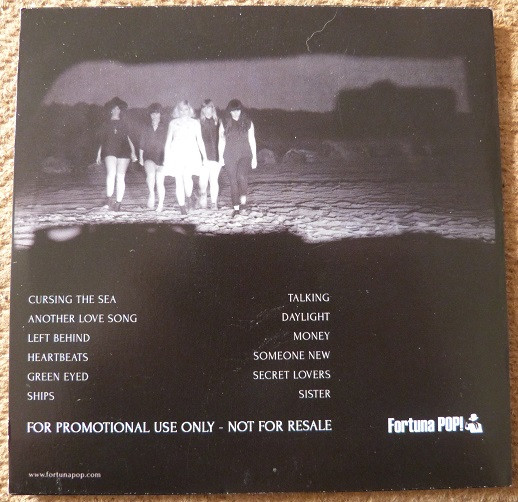 CURSING THE SEA
ANOTHER LOVE SONG
LEFT BEHIND
HEARTBEATS
GREEN EYED
SHIPS
TALKING
DAYLIGHT
MONEY
SOMEONE NEW
SECRET LOVERS
SISTER
FOR PROMOTIONAL USE ONLY - NOT FOR RESALE
Fortuna POP!
www.fortunapop.com